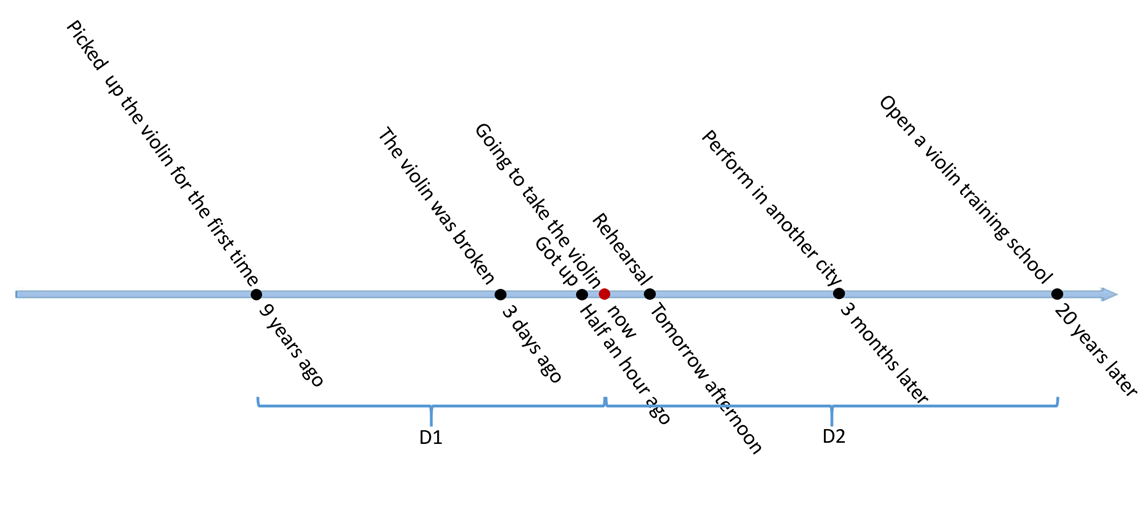 Picked up the violin for the first time
The violin was broken
Going to take the violin
Got up
Rehearsal
Perform in another city
Open a violin training school
9 years ago
3 days ago
Half an hour ago
now
Tomorrow afternoon
3 months later
20 years later
D1
D2